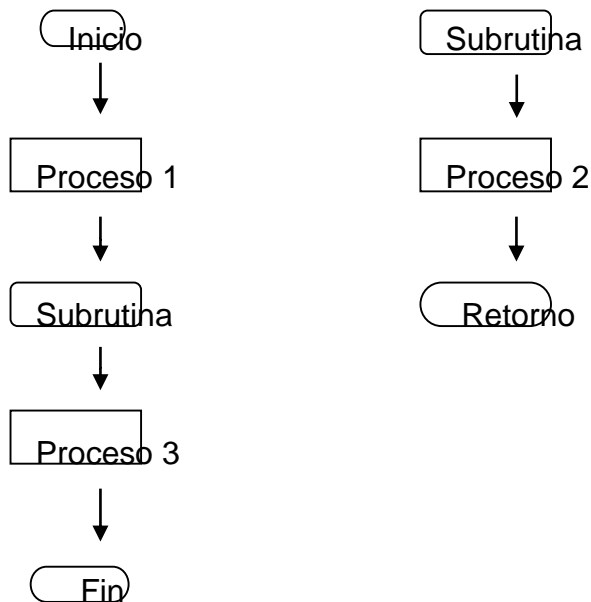 Inicio
Proceso 1
Subrutina
Proceso 3
Fin
Subrutina
Proceso 2
Retorno